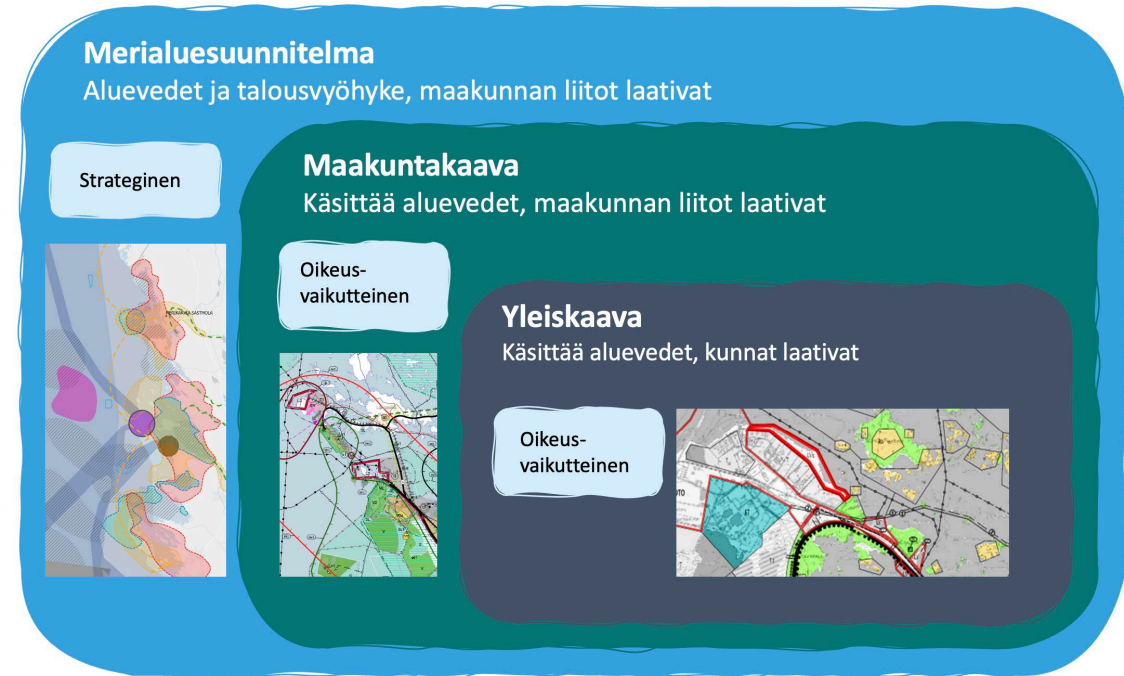 Merialuesuunnitelma
Aluevedet ja talousvyöhyke, maakunnan liitot laativat
Strateginen
Maakuntakaava
Käsittää aluevedet, maakunnan liitot laativat
Oikeus-
vaikutteinen
Yleiskaava
Käsittää aluevedet, kunnat laativat
Oikeus-
vaikutteinen